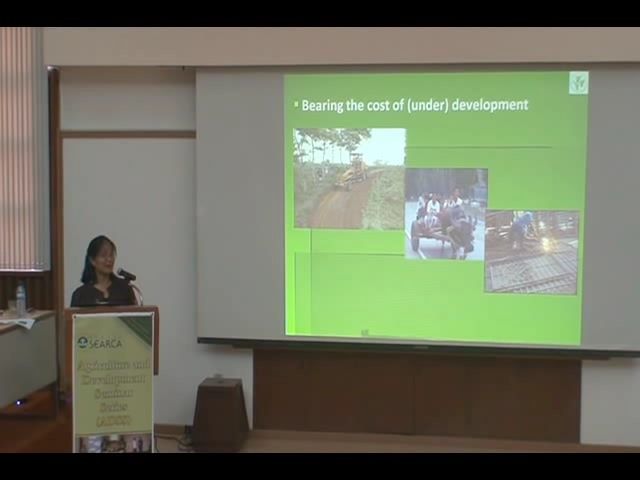 Bearing the cost of (under) development
SEARCA
Agriculture and
Development
Seminar
Series
(ADSS)